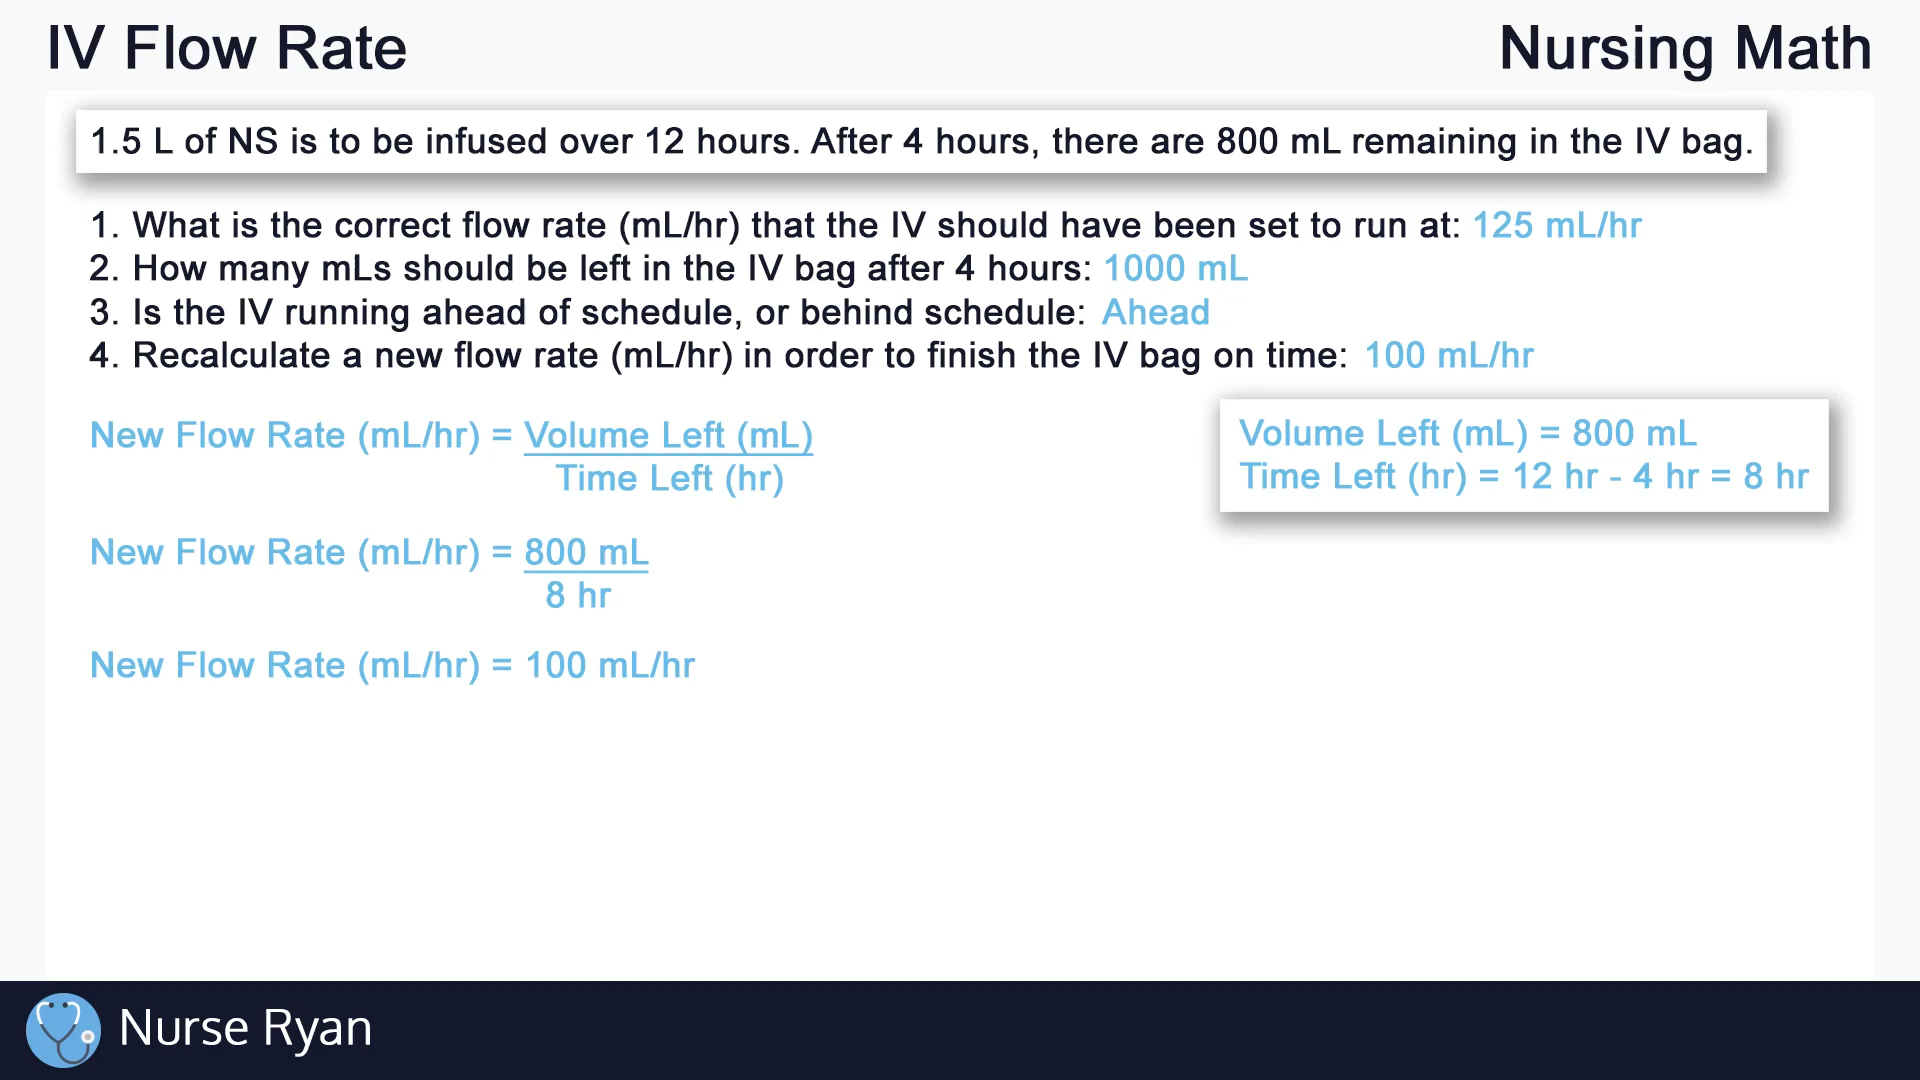 IV Flow Rate
Nursing Math
1.5 L of NS is to be infused over 12 hours. After 4 hours, there are 800 mL remaining in the IV bag.
1. What is the correct flow rate (mL/hr) that the IV should have been set to run at: 125 mL/hr
2. How many mLs should be left in the IV bag after 4 hours: 1000 mL
3. Is the IV running ahead of schedule, or behind schedule: Ahead
4. Recalculate a new flow rate (mL/hr) in order to finish the IV bag on time: 100 mL/hr
New Flow Rate (mL/hr) = Volume Left (mL)
Time Left (hr)
Volume Left (mL) = 800 mL
Time Left (hr) = 12 hr - 4 hr = 8 hr
New Flow Rate (mL/hr) = 800 mL
8 hr
New Flow Rate (mL/hr) = 100 mL/hr
Nurse Ryan